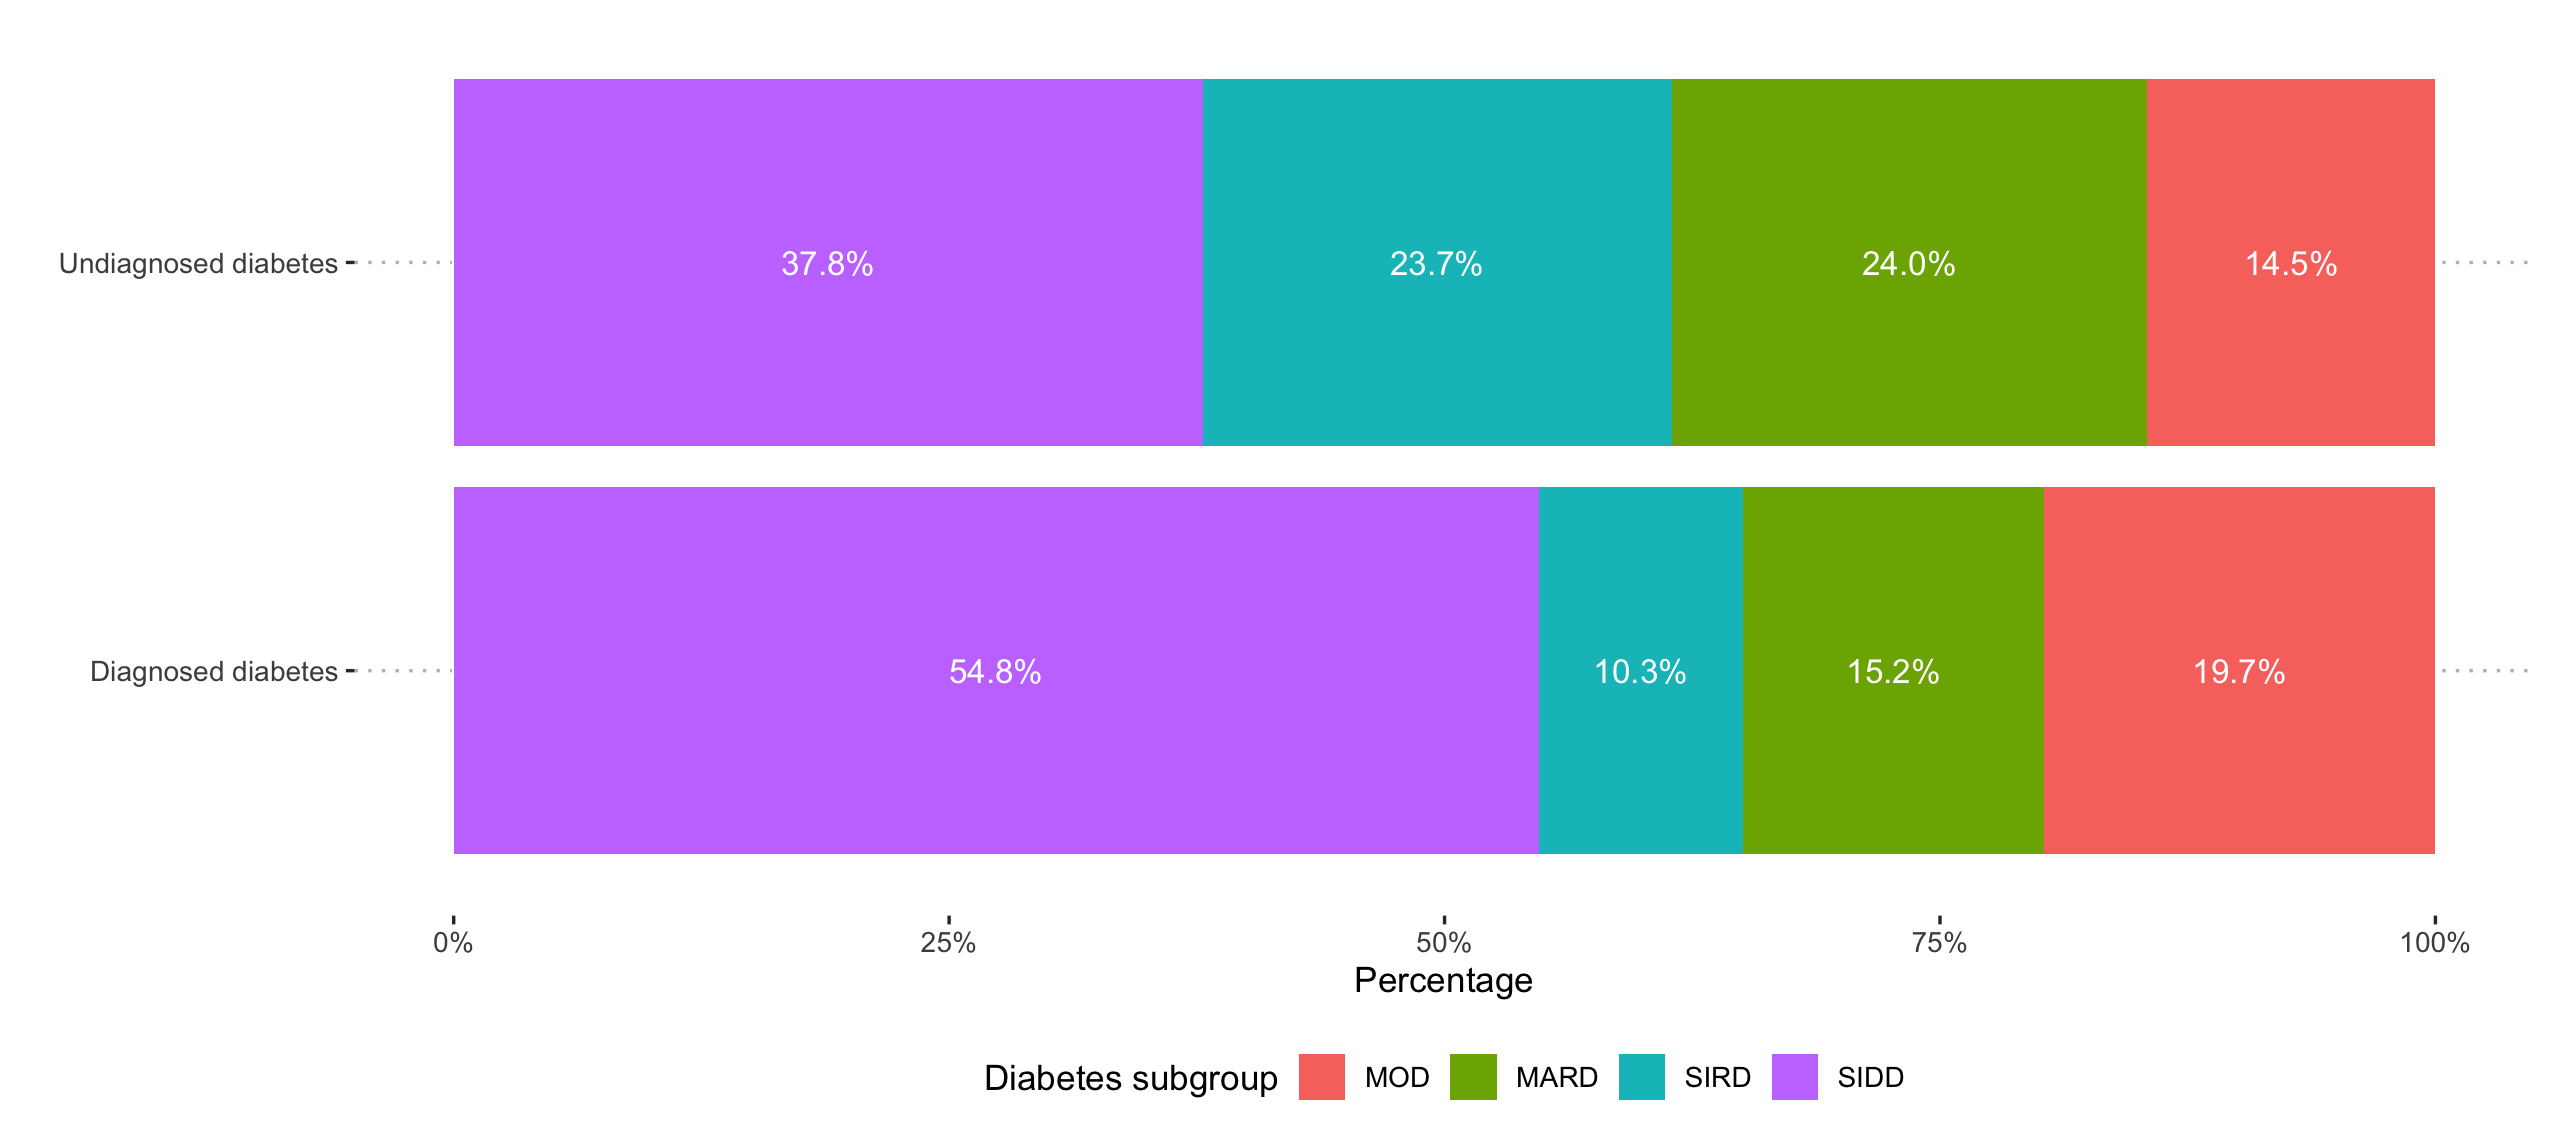 Undiagnosed diabetes 37.8% 23.7% 24.0% 14.5%
Diagnosed diabetes 54.8% 10.3% 15.2% 19.7%
0% 25% 50% 75% 100%
Percentage
Diabetes subgroup MOD MARD SIRD SIDD